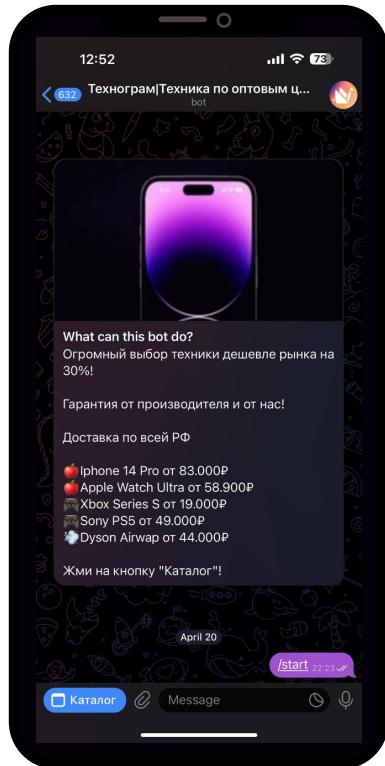 12:52
73
632
Технограм|Техника по оптовым ц...
bot
What can this bot do?
Огромный выбор техники дешевле рынка на
30%!
Гарантия от производителя и от нас!
Доставка по всей РФ
🍎Iphone 14 Pro от 83.000₽
🍎Apple Watch Ultra от 58.900₽
🎮Xbox Series S от 19.000₽
🎮Sony PS5 от 49.000₽
💨Dyson Airwap от 44.000₽
Жми на кнопку "Каталог"!
April 20
/start 22:23
Каталог
Message